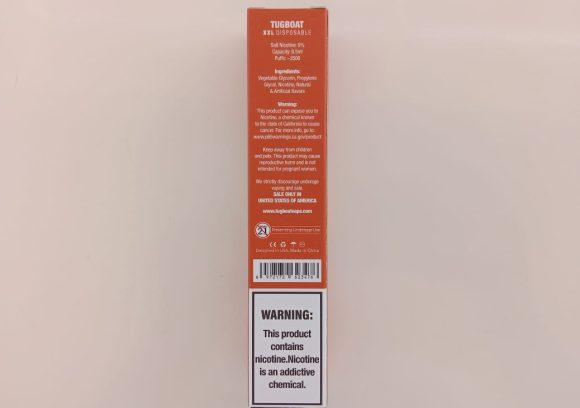 TUGBOAT
XXL DISPOSABLE
Salt Nicotine: 5%
Capacity: 6.5ml
Puffs: ~2500
Ingredients:
Vegetable Glycerin, Propylene
Glycol, Nicotine, Natural
& Artificial flavors
Warning:
This product can expose you to
Nicotine, a chemical known
to the state of California to cause
cancer. For more info, go to:
www.p65warnings.ca.gov/product
Keep away from children
and pets. This product may cause
reproductive harm and is not
intended for pregnant woman.
We strictly discourage underage
vaping and sale.
SALE ONLY IN
UNITED STATES OF AMERICA
www.tugboatvape.com
21 Preventing Underage Use
CE
Designed in USA, Made in China
WARNING:
This product
contains
nicotine.Nicotine
is an addictive
chemical.